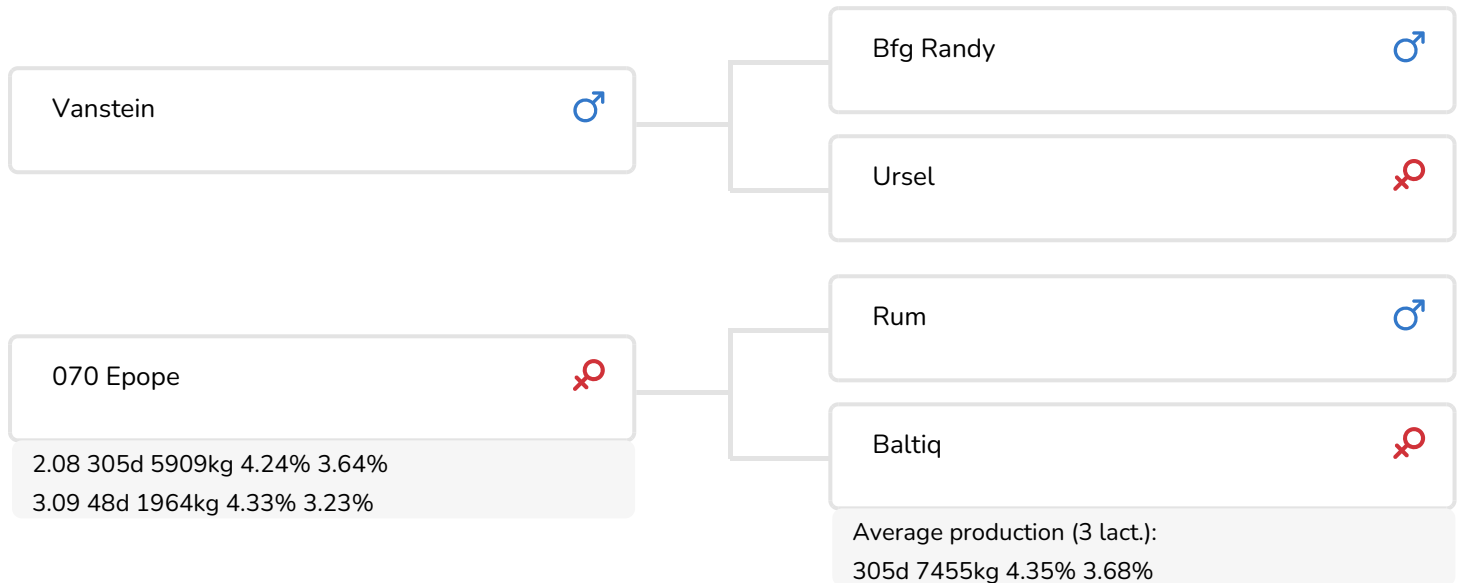 Bfg Randy
Vanstein
Ursel
Rum
070 Epope
2.08 305d 5909kg 4.24% 3.64%
3.09 48d 1964kg 4.33% 3.23%
Baltiq
Average production (3 lact.):
305d 7455kg 4.35% 3.68%